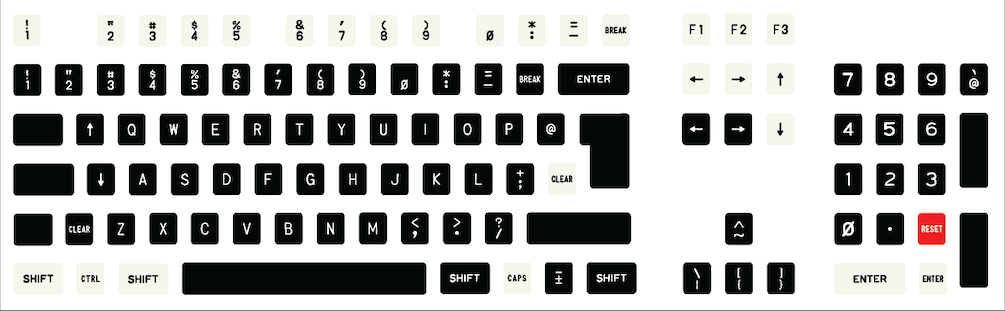 ! " # $ % & ' ( ) * =
1 2 3 4 5 6 7 8 9 Ø : – BREAK F1 F2 F3
! " # $ % & ' ( ) * = `
1 2 3 4 5 6 7 8 9 Ø : – BREAK ENTER ← → ↑ 7 8 9 @
↑ Q W E R T Y U I O P @ ← → ↓ 4 5 6
↓ A S D F G H J K L + ; CLEAR 1 2 3
CLEAR Z X C V B N M < , > . ? / ^ ~ Ø . RESET
SHIFT CTRL SHIFT SHIFT CAPS = ± SHIFT \ | [ { ] } ENTER ENTER